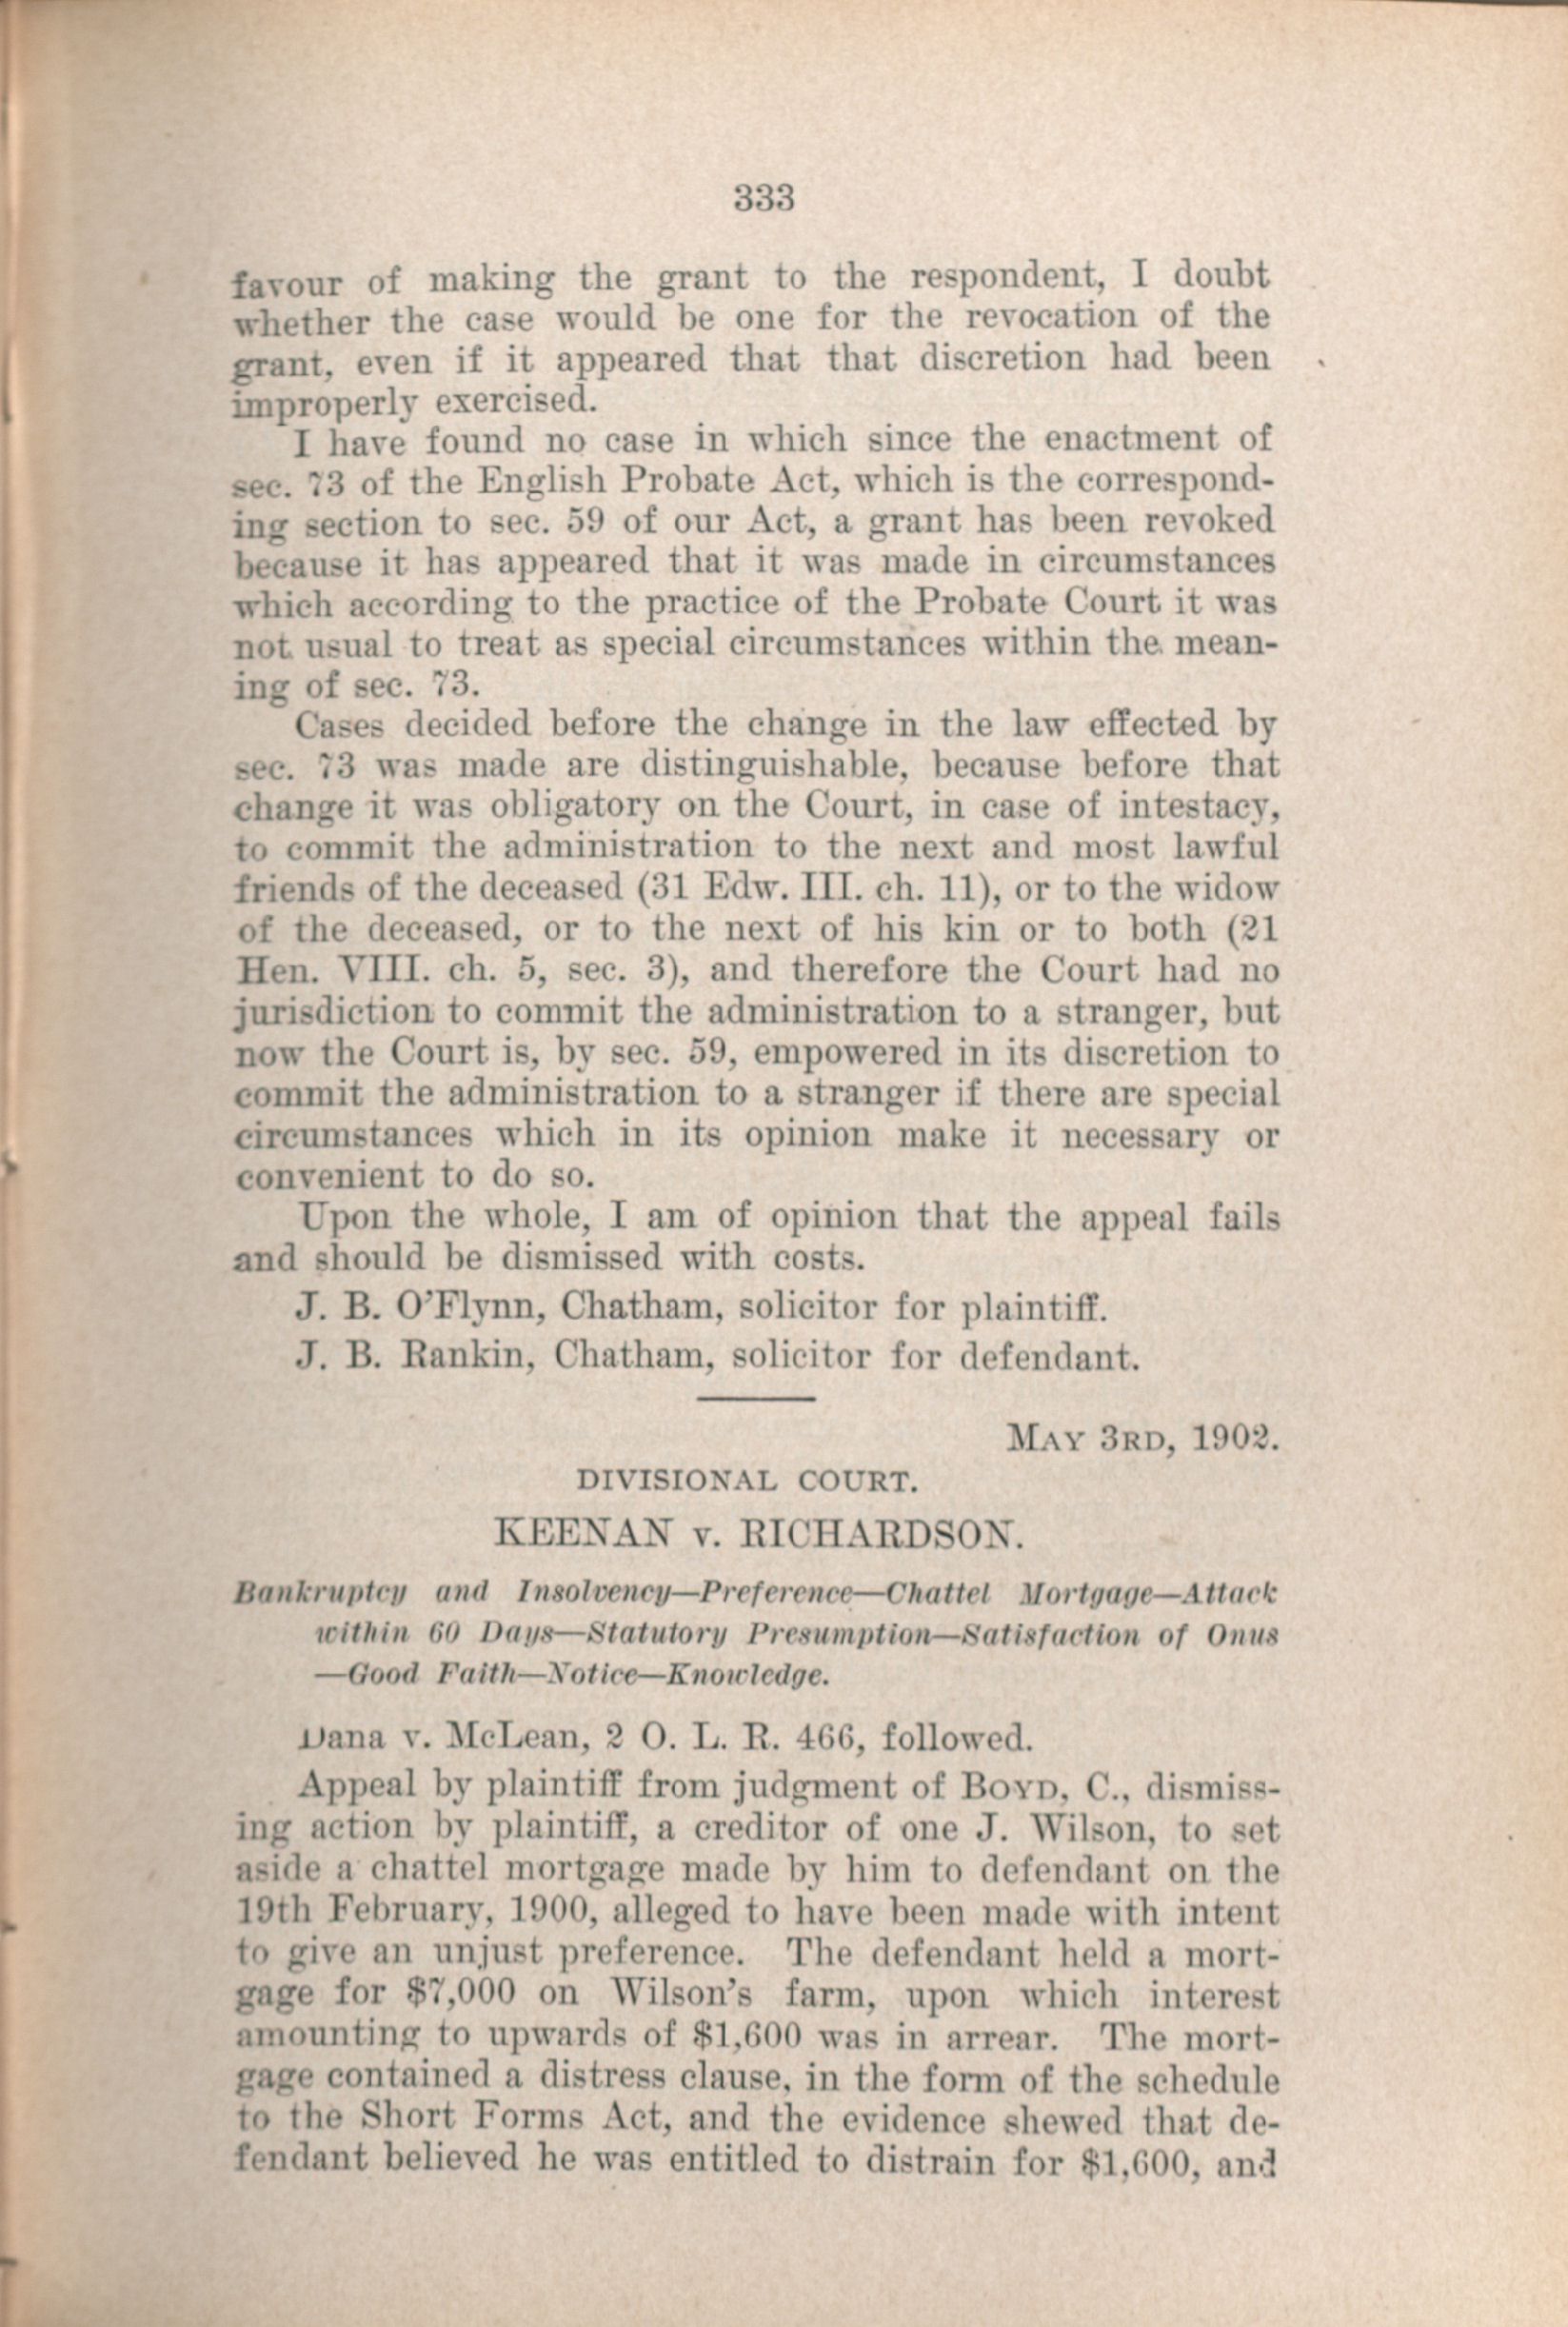 333
favour of making the grant to the respondent, I doubt
whether the case would be one for the revocation of the
grant, even if it appeared that that discretion had been
improperly exercised.
I have found no case in which since the enactment of
sec. 73 of the English Probate Act, which is the correspond-
ing section to sec. 59 of our Act, a grant has been revoked
because it has appeared that it was made in circumstances
which according to the practice of the Probate Court it was
not usual to treat as special circumstances within the mean-
ing of sec. 73.
Cases decided before the change in the law effected by
sec. 73 was made are distinguishable, because before that
change it was obligatory on the Court, in case of intestacy,
to commit the administration to the next and most lawful
friends of the deceased (31 Edw. III. ch. 11), or to the widow
of the deceased, or to the next of his kin or to both (21
Hen. VIII. ch. 5, sec. 3), and therefore the Court had no
jurisdiction to commit the administration to a stranger, but
now the Court is, by sec. 59, empowered in its discretion to
commit the administration to a stranger if there are special
circumstances which in its opinion make it necessary or
convenient to do so.
Upon the whole, I am of opinion that the appeal fails
and should be dismissed with costs.
J. B. O'Flynn, Chatham, solicitor for plaintiff.
J. B. Rankin, Chatham, solicitor for defendant.
MAY 3RD, 1902.
DIVISIONAL COURT.
KEENAN v. RICHARDSON.
Bankruptcy and Insolvency—Preference—Chattel Mortgage—Attack
within 60 Days—Statutory Presumption—Satisfaction of Onus
—Good Faith—Notice—Knowledge.
Dana v. McLean, 2 O. L. R. 466, followed.
Appeal by plaintiff from judgment of BOYD, C., dismiss-
ing action by plaintiff, a creditor of one J. Wilson, to set
aside a chattel mortgage made by him to defendant on the
19th February, 1900, alleged to have been made with intent
to give an unjust preference. The defendant held a mort-
gage for $7,000 on Wilson's farm, upon which interest
amounting to upwards of $1,600 was in arrear. The mort-
gage contained a distress clause, in the form of the schedule
to the Short Forms Act, and the evidence shewed that de-
fendant believed he was entitled to distrain for $1,600, and